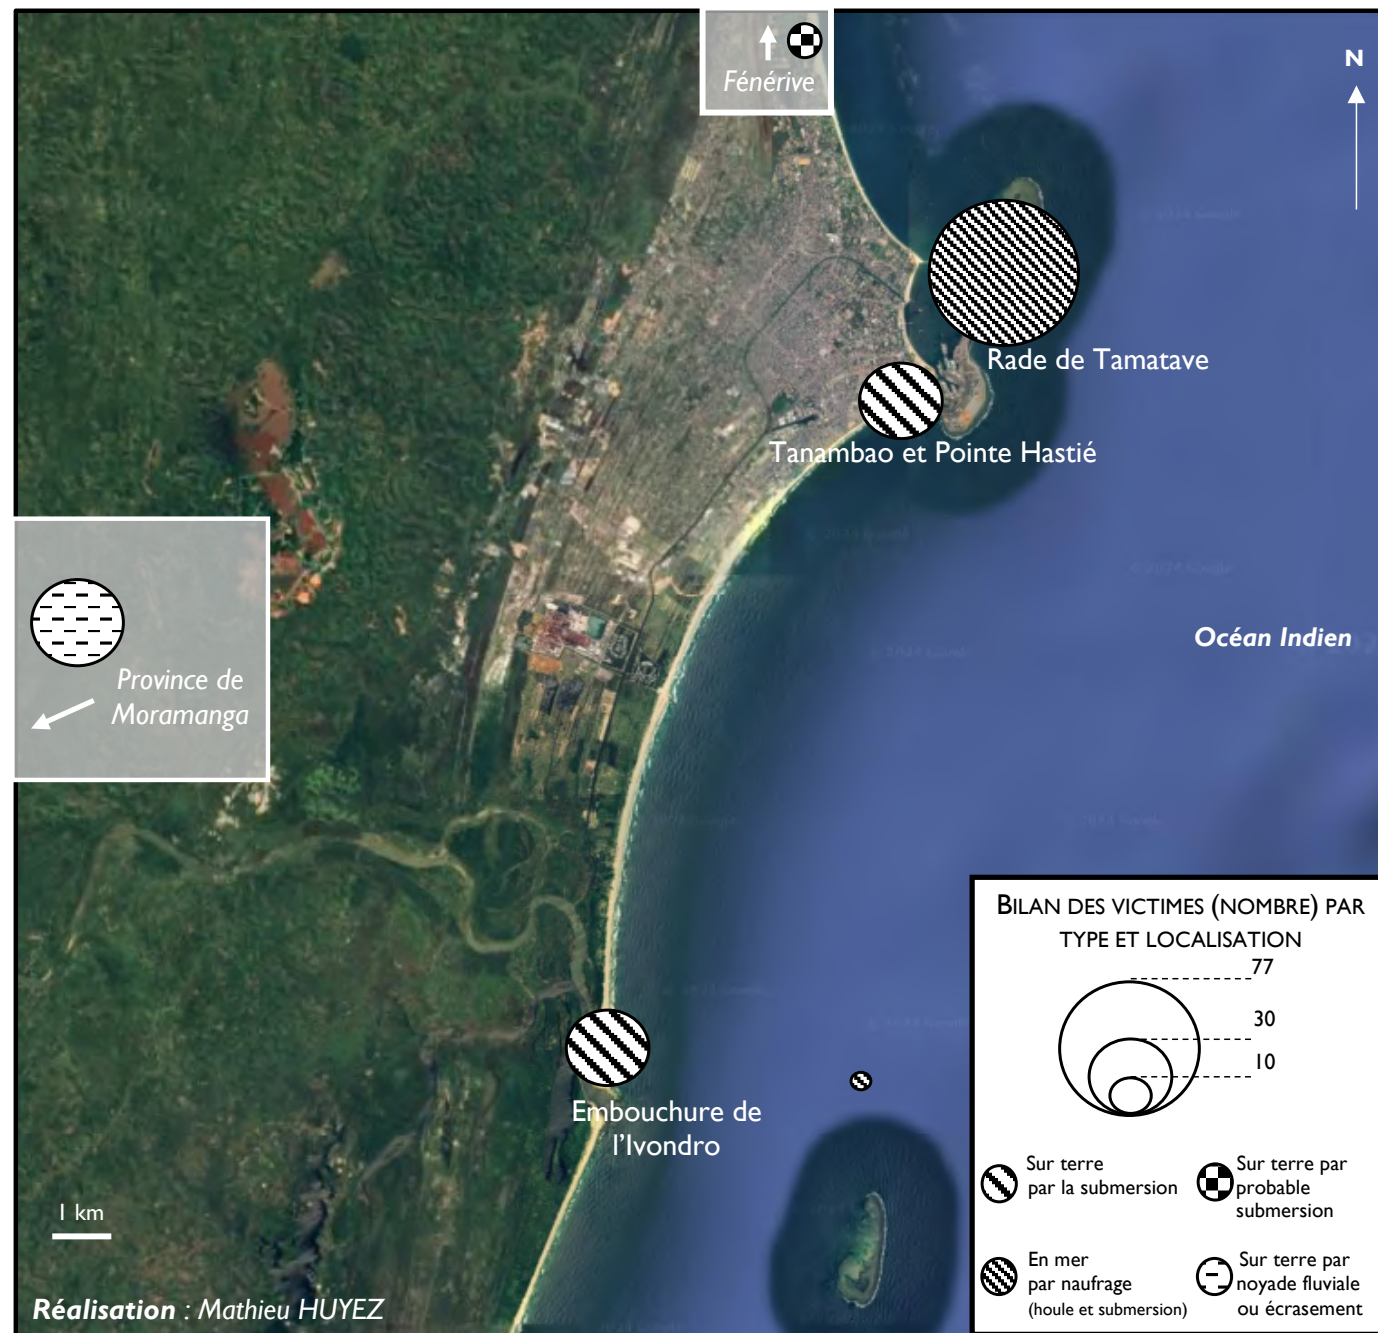 Fénérive
N
Rade de Tamatave
Tanambao et Pointe Hastié
Océan Indien
Province de
Moramanga
Embouchure de
l'Ivondro
1 km
Réalisation : Mathieu HUYEZ
BILAN DES VICTIMES (NOMBRE) PAR
TYPE ET LOCALISATION
77
30
10
Sur terre
par la submersion
Sur terre par
probable
submersion
En mer
par naufrage
(houle et submersion)
Sur terre par
noyade fluviale
ou écrasement